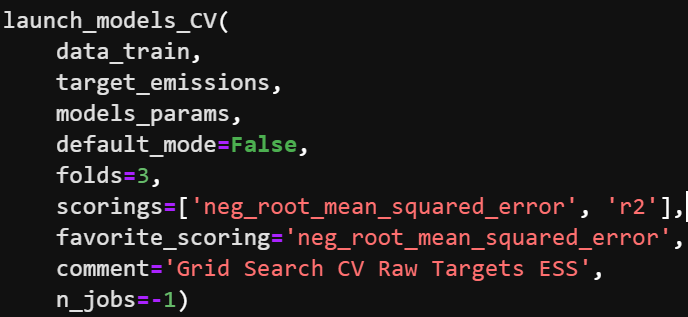 launch_models_CV(
    data_train,
    target_emissions,
    models_params,
    default_mode=False,
    folds=3,
    scorings=['neg_root_mean_squared_error', 'r2'],
    favorite_scoring='neg_root_mean_squared_error',
    comment='Grid Search CV Raw Targets ESS',
    n_jobs=-1)